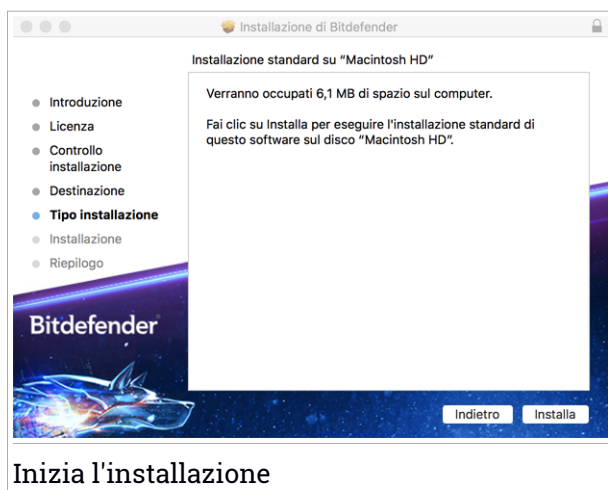 Installazione di Bitdefender
Installazione standard su “Macintosh HD”
Introduzione
Licenza
Controllo
installazione
Destinazione
Tipo installazione
Installazione
Riepilogo
Bitdefender
Verranno occupati 6,1 MB di spazio sul computer.
Fai clic su Installa per eseguire l'installazione standard di
questo software sul disco “Macintosh HD”.
Indietro
Installa
Inizia l'installazione